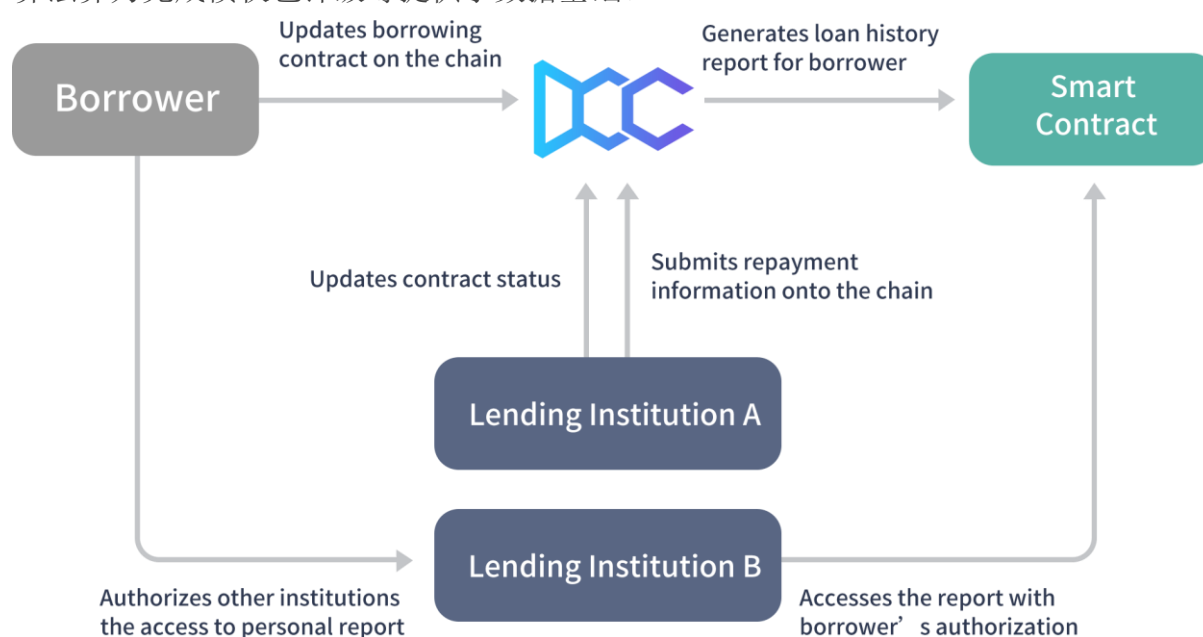 Updates borrowing
contract on the chain
Generates loan history
report for borrower
Borrower
DCC
Smart
Contract
Updates contract status
Submits repayment
information onto the chain
Lending Institution A
Lending Institution B
Authorizes other institutions
the access to personal report
Accesses the report with
borrower’s authorization